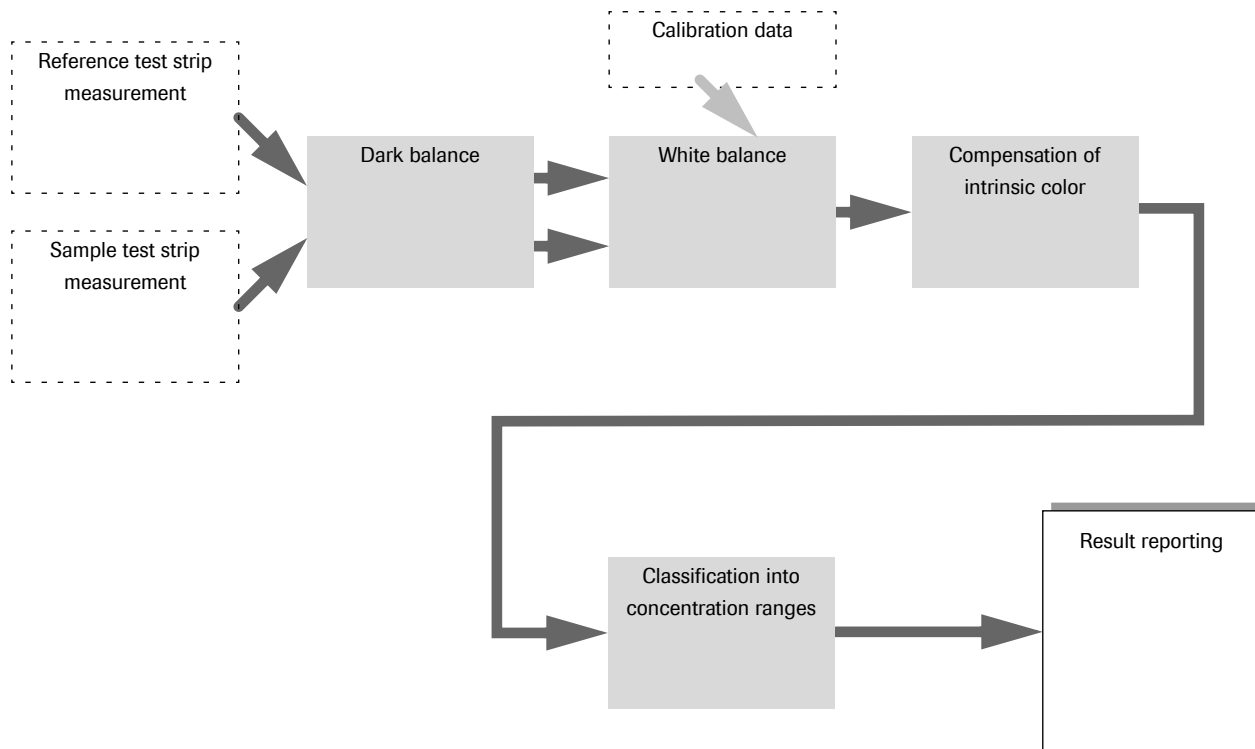 Reference test strip
measurement
Calibration data
Dark balance
White balance
Compensation of
intrinsic color
Sample test strip
measurement
Classification into
concentration ranges
Result reporting